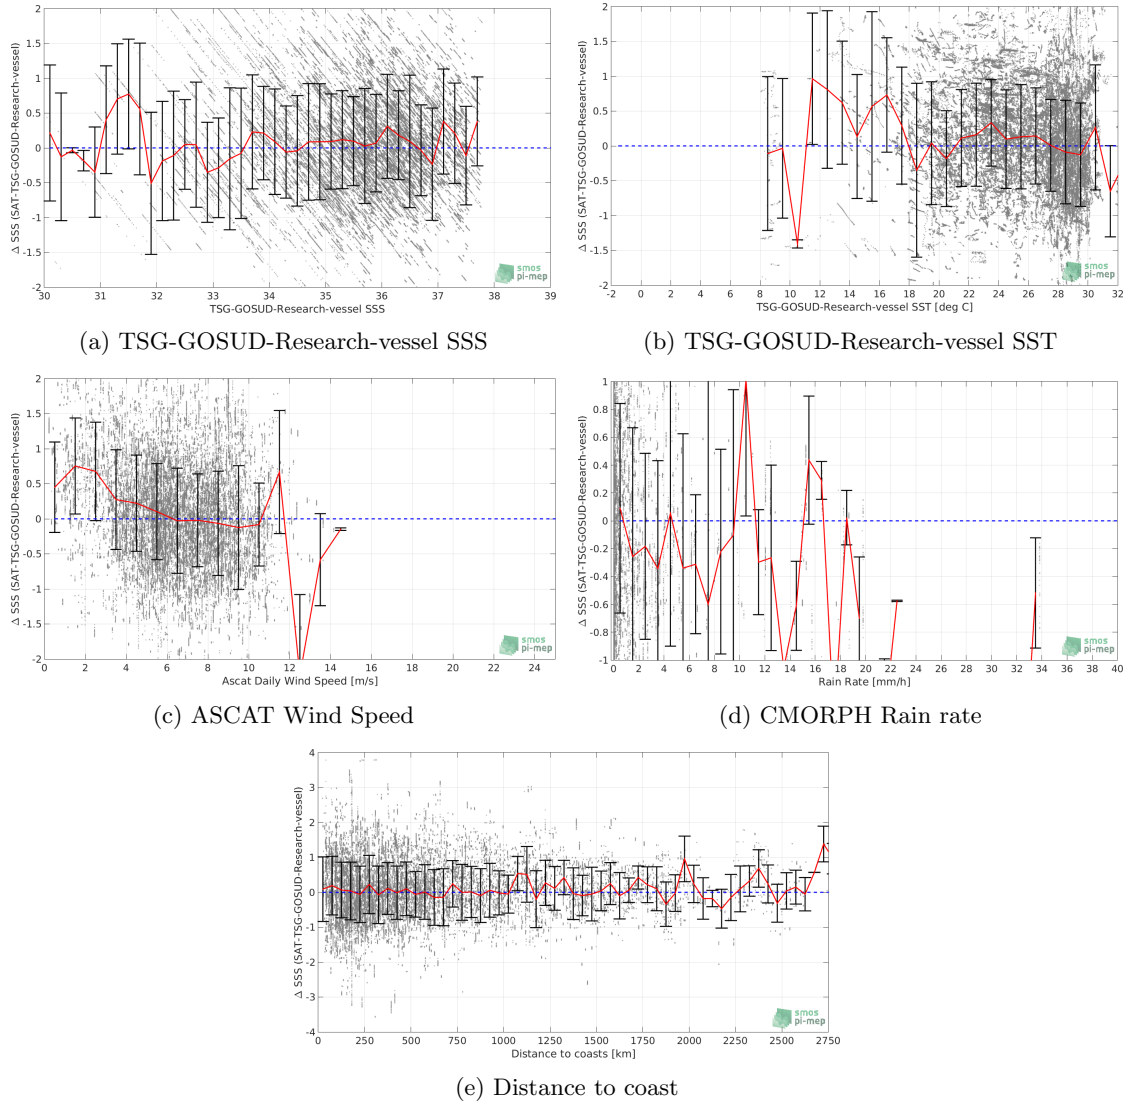 2
1.5
1
0.5
0
-0.5
-1
-1.5
-2
Δ SSS (SAT-TSG-GOSUD-Research-vessel)
30 31 32 33 34 35 36 37 38 39
TSG-GOSUD-Research-vessel SSS
smos
pi-mep
(a) TSG-GOSUD-Research-vessel SSS
2
1.5
1
0.5
0
-0.5
-1
-1.5
-2
Δ SSS (SAT-TSG-GOSUD-Research-vessel)
-2 0 2 4 6 8 10 12 14 16 18 20 22 24 26 28 30 32
TSG-GOSUD-Research-vessel SST [deg C]
smos
pi-mep
(b) TSG-GOSUD-Research-vessel SST
2
1.5
1
0.5
0
-0.5
-1
-1.5
-2
Δ SSS (SAT-TSG-GOSUD-Research-vessel)
0 2 4 6 8 10 12 14 16 18 20 22 24
Ascat Daily Wind Speed [m/s]
smos
pi-mep
(c) ASCAT Wind Speed
1
0.8
0.6
0.4
0.2
0
-0.2
-0.4
-0.6
-0.8
-1
Δ SSS (SAT-TSG-GOSUD-Research-vessel)
0 2 4 6 8 10 12 14 16 18 20 22 24 26 28 30 32 34 36 38 40
Rain Rate [mm/h]
smos
pi-mep
(d) CMORPH Rain rate
4
3
2
1
0
-1
-2
-3
-4
Δ SSS (SAT-TSG-GOSUD-Research-vessel)
0 250 500 750 1000 1250 1500 1750 2000 2250 2500 2750
Distance to coasts [km]
smos
pi-mep
(e) Distance to coast